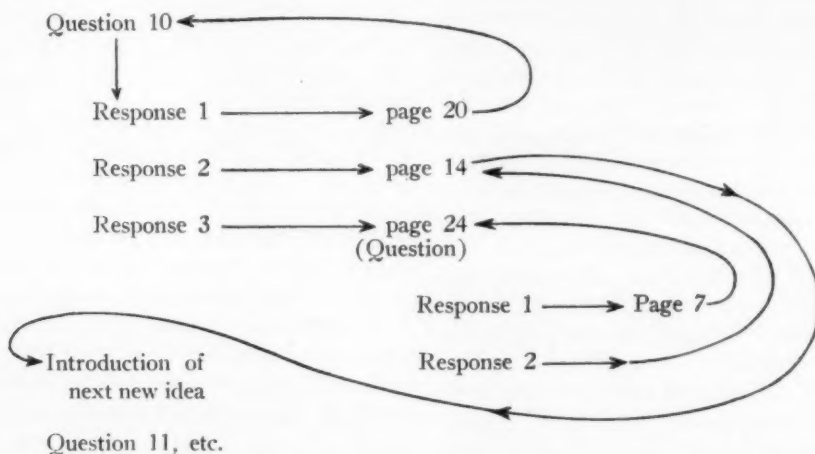 Question 10
Response 1 page 20
Response 2 page 14
Response 3 page 24
(Question)
Response 1 Page 7
Introduction of Response 2
next new idea
Question 11, etc.